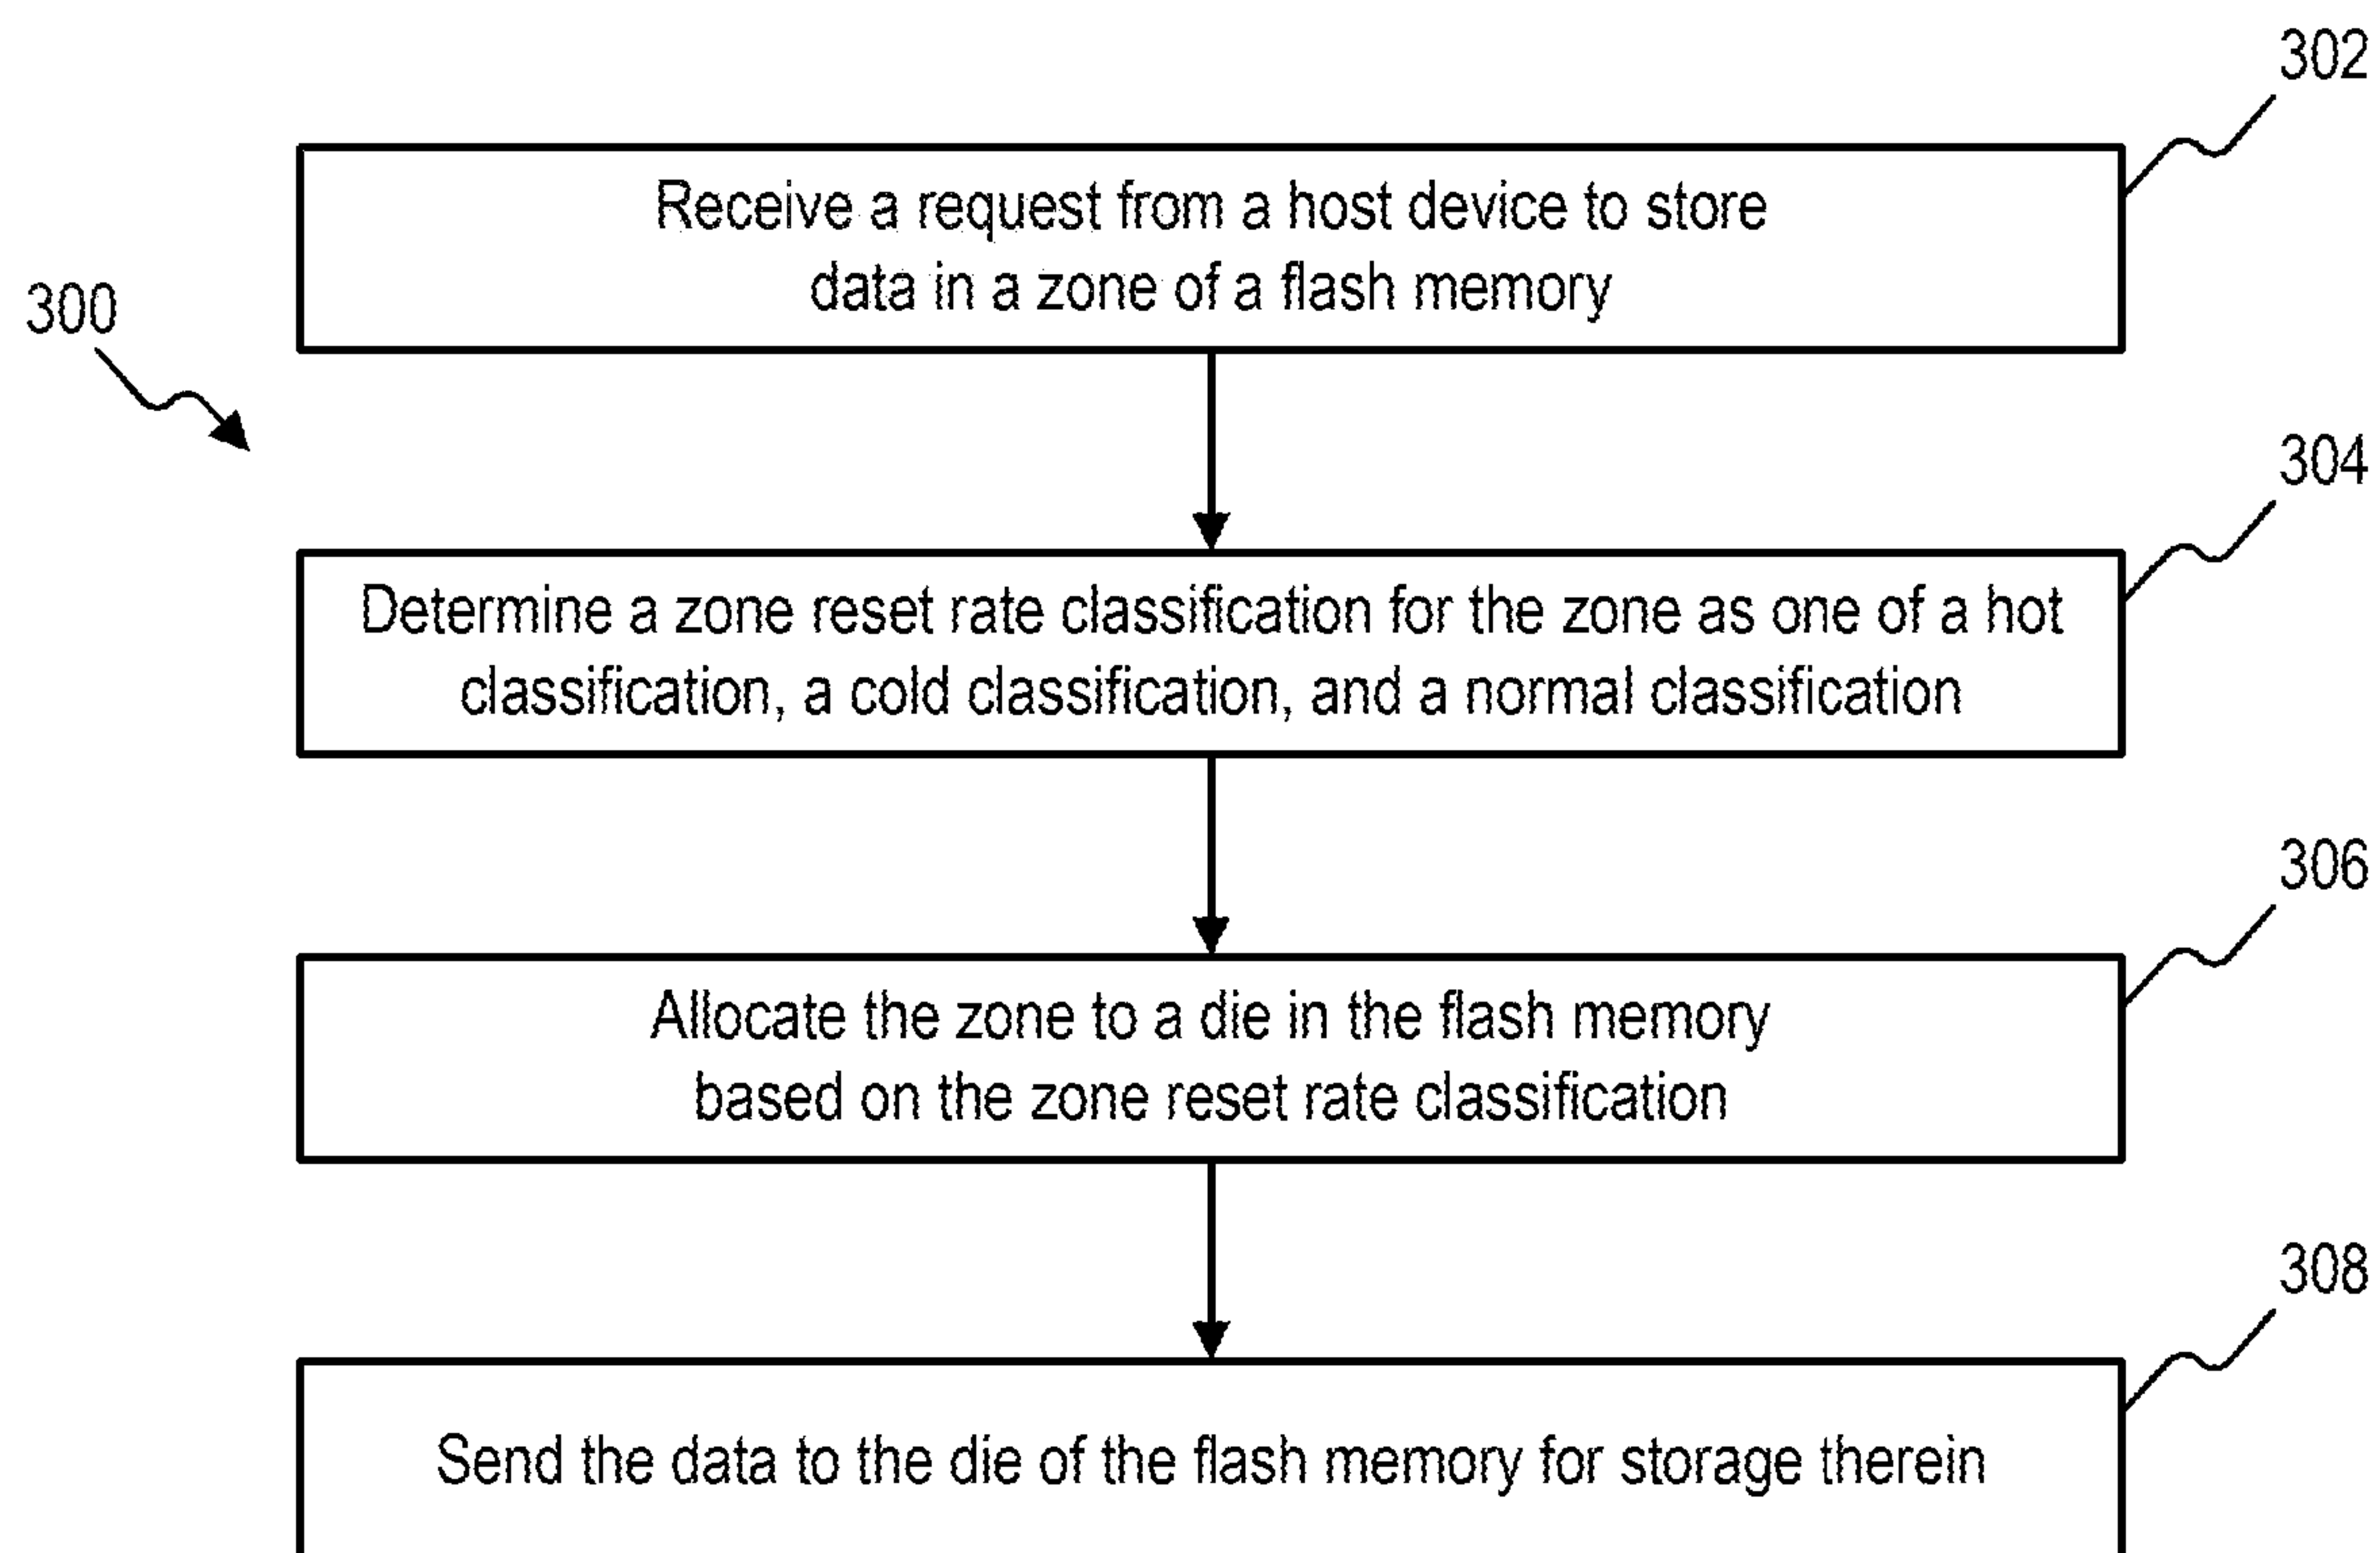 302
Receive a request from a host device to store
data in a zone of a flash memory
300
304
Determine a zone reset rate classification for the zone as one of a hot
classification, a cold classification, and a normal classification
306
Allocate the zone to a die in the flash memory
based on the zone reset rate classification
308
Send the data to the die of the flash memory for storage therein